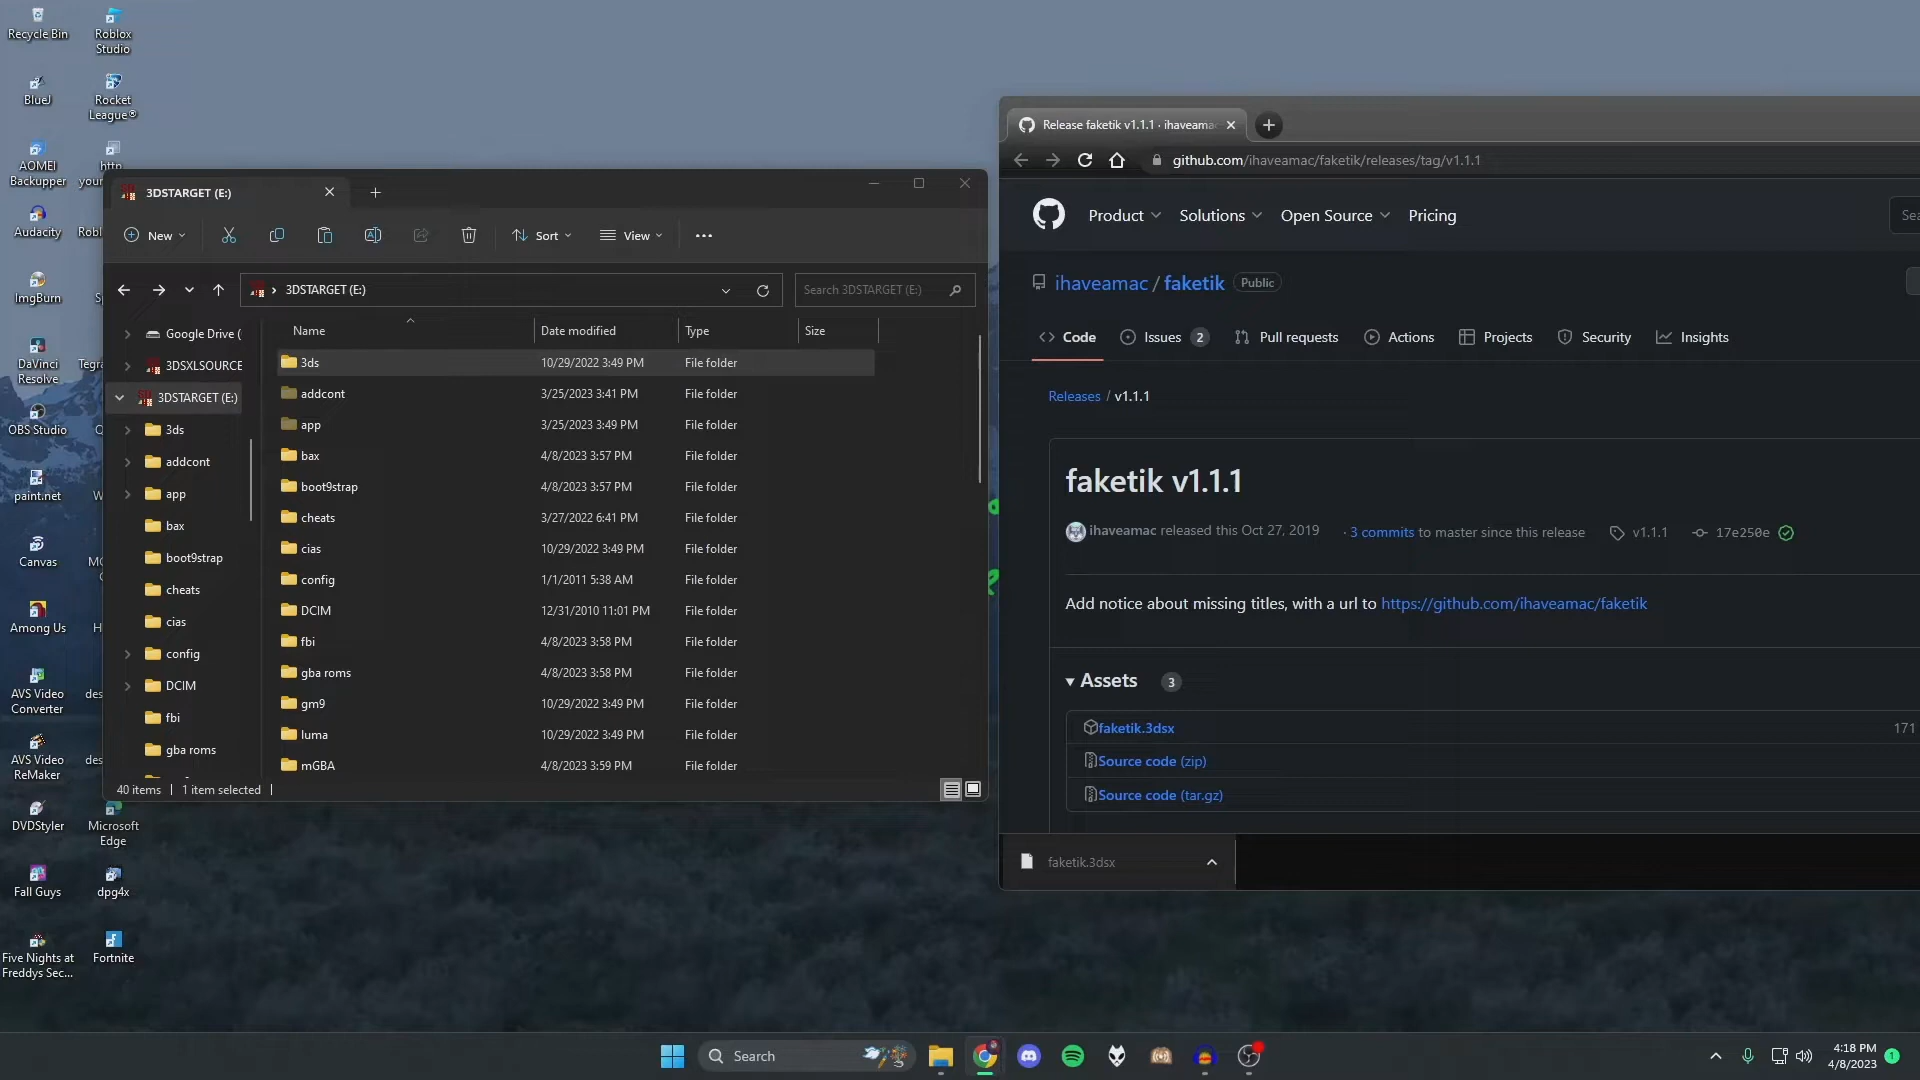 Recycle Bin
Roblox
Studio
BlueJ
Rocket
League®
AOMEI
Backupper
http
your
Audacity
Robl
ImgBurn
DaVinci
Resolve
Tegra
OBS Studio
paint.net
Canvas
Among Us
AVS Video
Converter
des
AVS Video
ReMaker
des
DVDStyler
Microsoft
Edge
Fall Guys
dpg4x
Five Nights at
Freddys Sec...
Fortnite
3DSTARGET (E:)
New
Sort
View
3DSTARGET (E:)
Search 3DSTARGET (E:)
Google Drive (
3DSXLSOURCE
3DSTARGET (E:)
3ds
addcont
app
bax
boot9strap
cheats
cias
config
DCIM
fbi
gba roms
Name Date modified Type Size
3ds 10/29/2022 3:49 PM File folder
addcont 3/25/2023 3:41 PM File folder
app 3/25/2023 3:49 PM File folder
bax 4/8/2023 3:57 PM File folder
boot9strap 4/8/2023 3:57 PM File folder
cheats 3/27/2022 6:41 PM File folder
cias 10/29/2022 3:49 PM File folder
config 1/1/2011 5:38 AM File folder
DCIM 12/31/2010 11:01 PM File folder
fbi 4/8/2023 3:58 PM File folder
gba roms 4/8/2023 3:58 PM File folder
gm9 10/29/2022 3:49 PM File folder
luma 10/29/2022 3:49 PM File folder
mGBA 4/8/2023 3:59 PM File folder
40 items 1 item selected
Release faketik v1.1.1 · ihaveamac
github.com/ihaveamac/faketik/releases/tag/v1.1.1
Product Solutions Open Source Pricing
Sea
ihaveamac / faketik Public
Code Issues 2 Pull requests Actions Projects Security Insights
Releases / v1.1.1
faketik v1.1.1
ihaveamac released this Oct 27, 2019 · 3 commits to master since this release v1.1.1 17e250e
Add notice about missing titles, with a url to https://github.com/ihaveamac/faketik
Assets 3
faketik.3dsx 171
Source code (zip)
Source code (tar.gz)
faketik.3dsx
Search
4:18 PM
4/8/2023
1